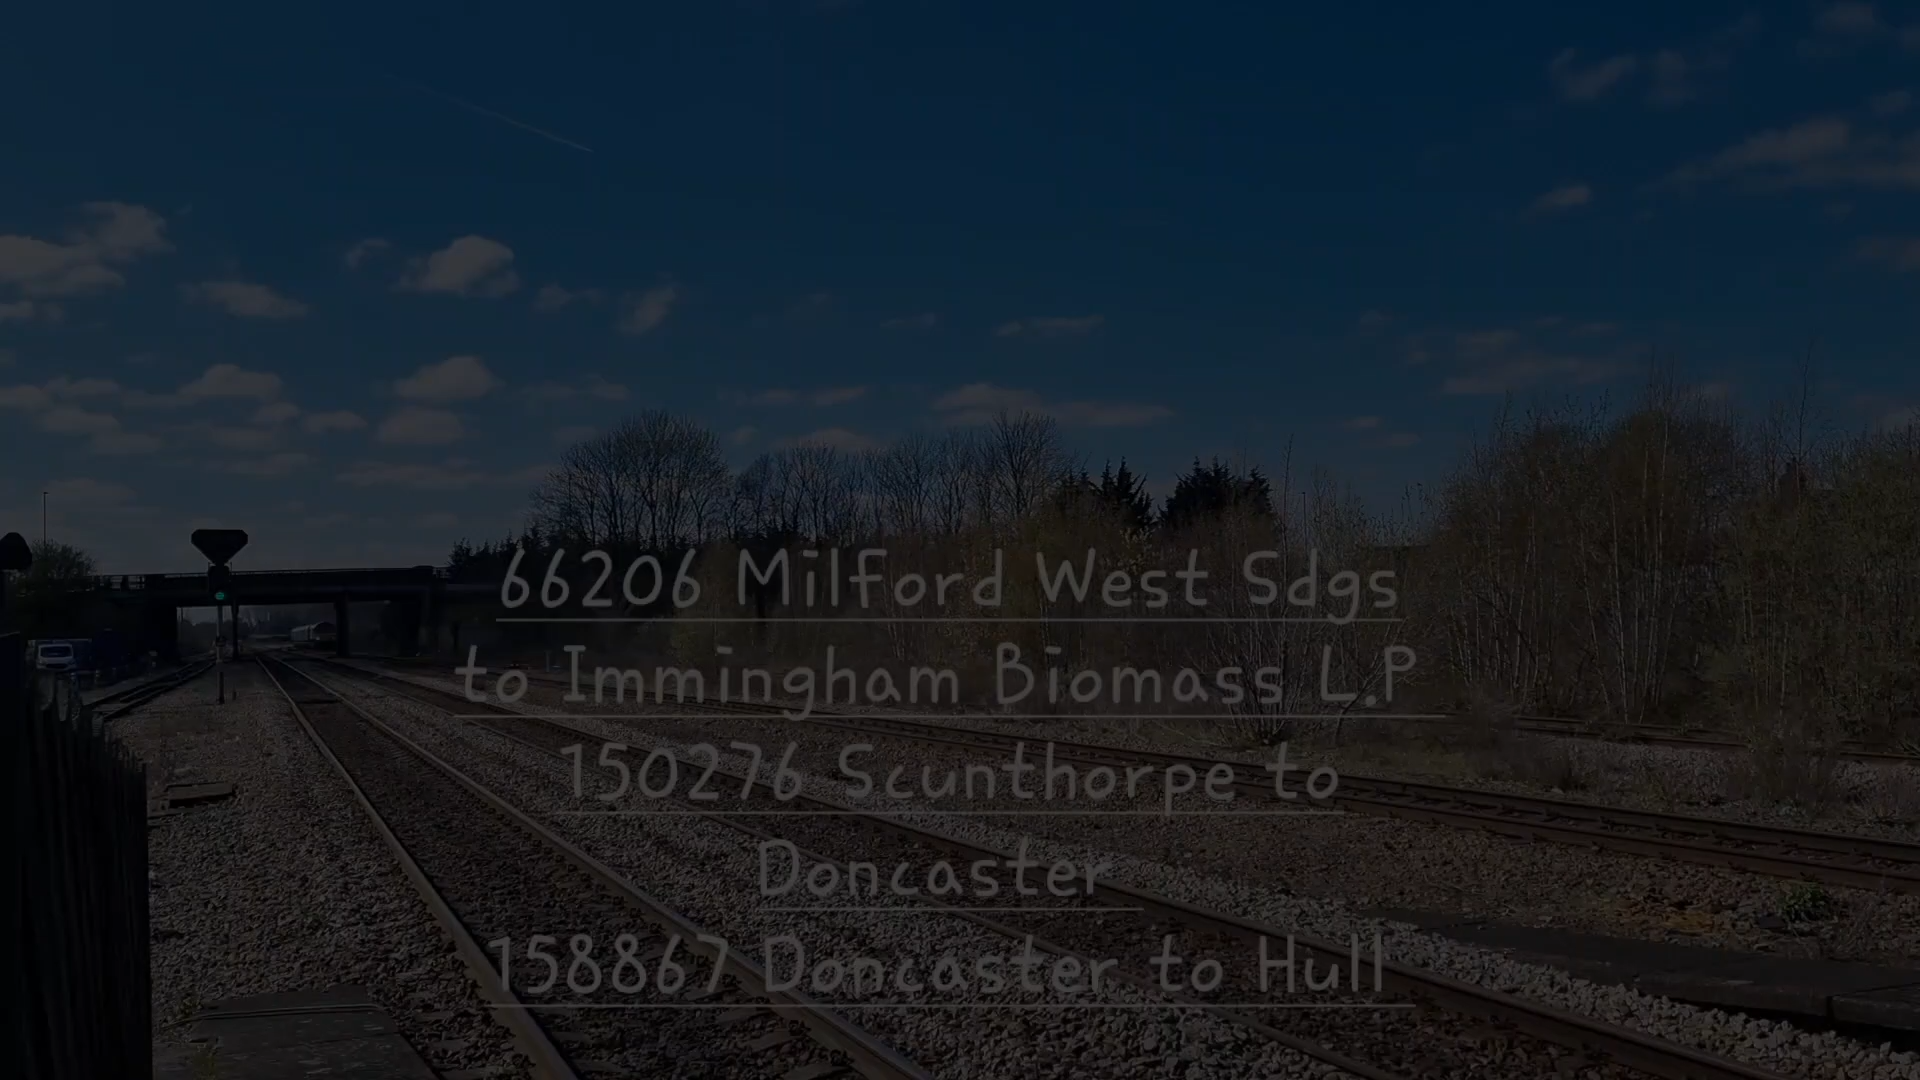 66206 Milford West Sdgs
to Immingham Biomass L.P
150276 Scunthorpe to
Doncaster
158867 Doncaster to Hull